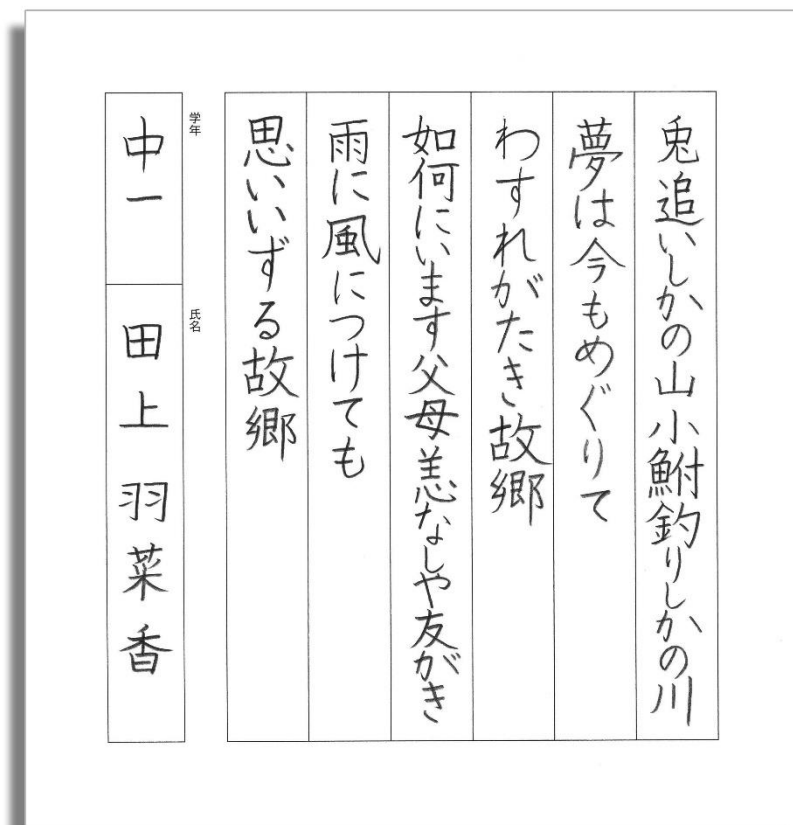 兎追いしかの山小鮒釣りしかの川
夢は今もめぐりて
わすれがたき故郷
如何にいます父母恙なしや友がき
雨に風につけても
思いいずる故郷
学年
中一
氏名
田上 羽菜香